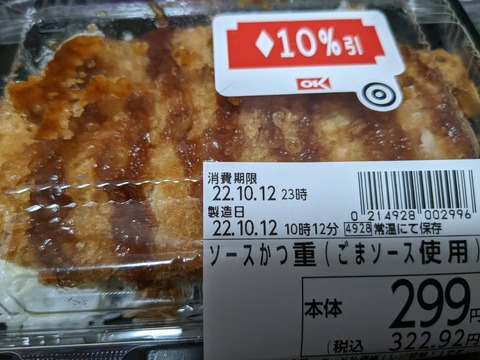 ♦10%引
OK
消費期限
22.10.12 23時
製造日
22.10.12 10時12分 4928 常温にて保存
0 214928 002996
ソースかつ重(ごまソース使用)
本体 299円
(税込 322.92円